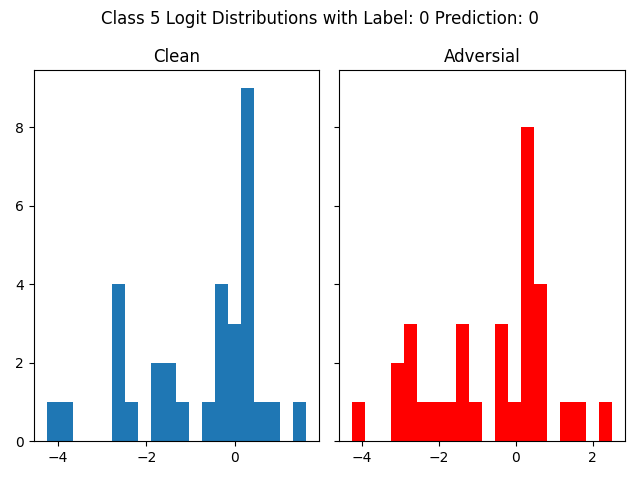 Class 5 Logit Distributions with Label: 0 Prediction: 0
Clean
Adversial
8
6
4
2
0
−4 −2 0
−4 −2 0 2